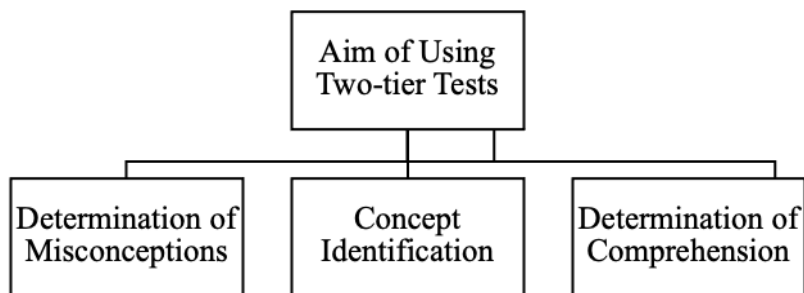 Aim of Using
Two-tier Tests
Determination of
Misconceptions
Concept
Identification
Determination of
Comprehension